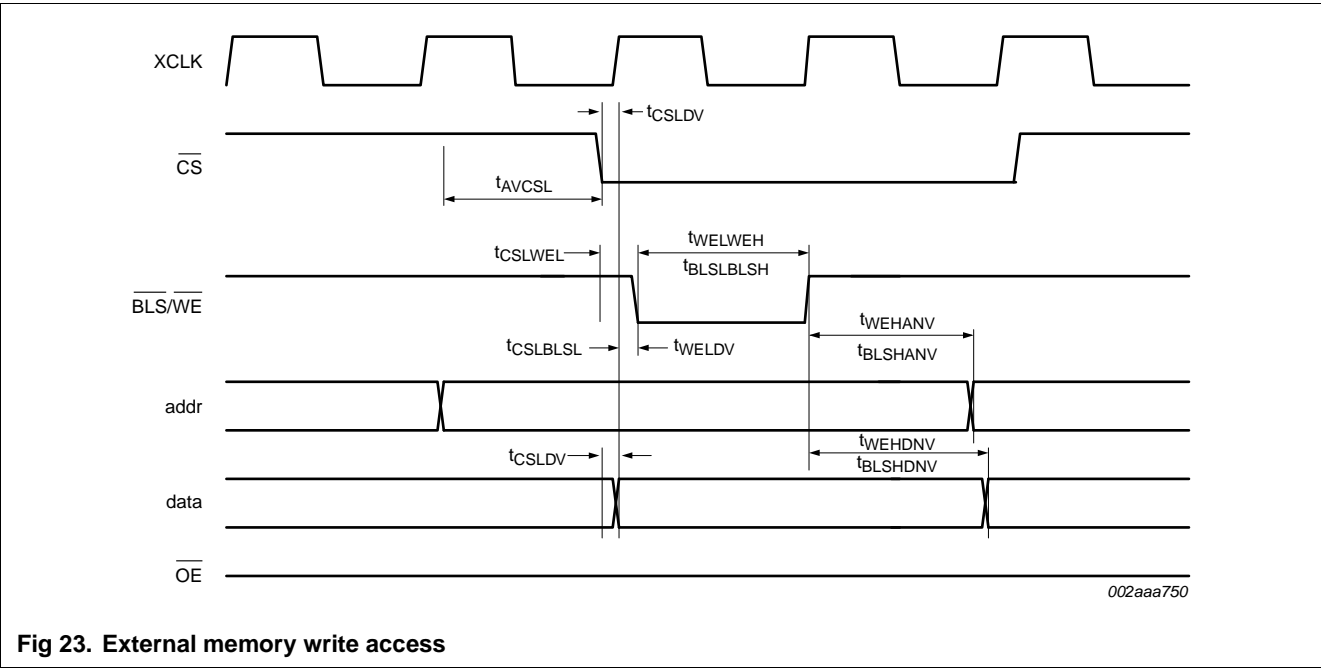 XCLK
tCSLDV
CS
tAVCSL
tCSLWEL
tWELWEH
tBLSLBLSH
BLS/WE
tWEHANV
tCSLBLSL
tWELDV
tBLSHANV
addr
tWEHDNV
tCSLDV
tBLSHDNV
data
OE
002aaa750
Fig 23. External memory write access